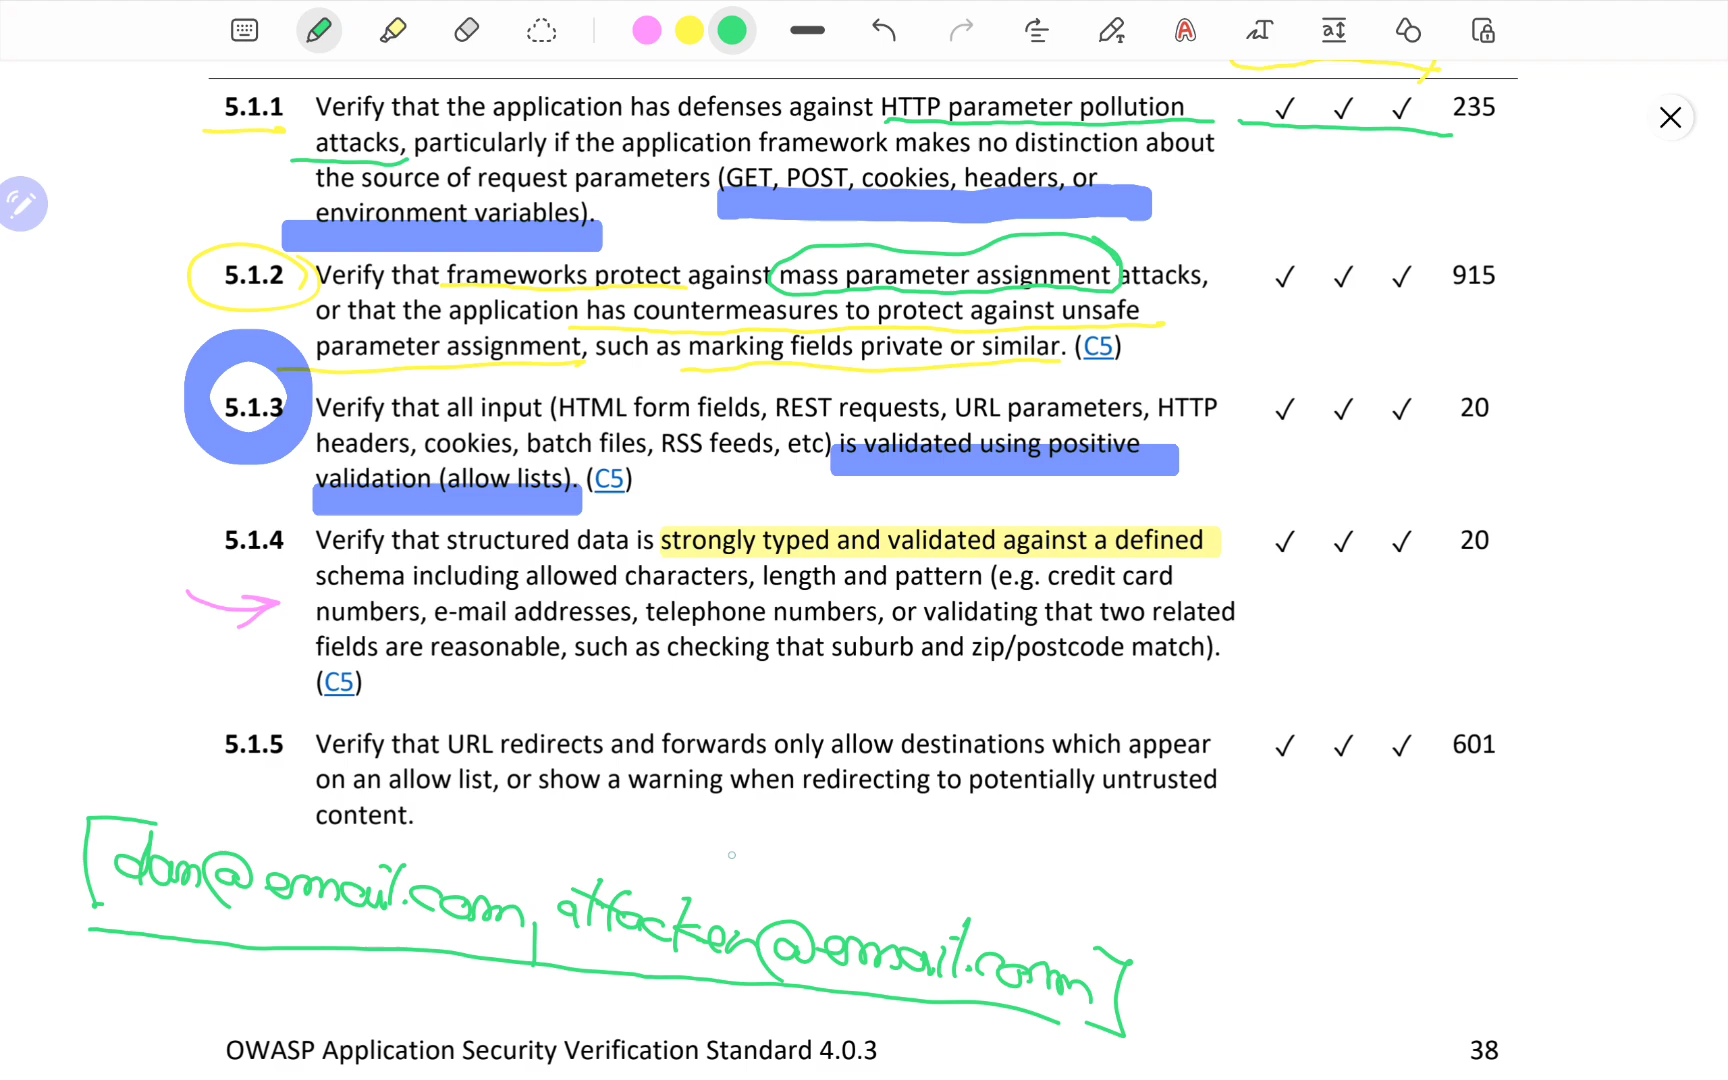 5.1.1 Verify that the application has defenses against HTTP parameter pollution ✓ ✓ ✓ 235
attacks, particularly if the application framework makes no distinction about
the source of request parameters (GET, POST, cookies, headers, or
environment variables).
5.1.2 Verify that frameworks protect against mass parameter assignment attacks, ✓ ✓ ✓ 915
or that the application has countermeasures to protect against unsafe
parameter assignment, such as marking fields private or similar. (C5)
5.1.3 Verify that all input (HTML form fields, REST requests, URL parameters, HTTP ✓ ✓ ✓ 20
headers, cookies, batch files, RSS feeds, etc) is validated using positive
validation (allow lists). (C5)
5.1.4 Verify that structured data is strongly typed and validated against a defined ✓ ✓ ✓ 20
schema including allowed characters, length and pattern (e.g. credit card
numbers, e-mail addresses, telephone numbers, or validating that two related
fields are reasonable, such as checking that suburb and zip/postcode match).
(C5)
5.1.5 Verify that URL redirects and forwards only allow destinations which appear ✓ ✓ ✓ 601
on an allow list, or show a warning when redirecting to potentially untrusted
content.
[dan@email.com, attacker@email.com]
OWASP Application Security Verification Standard 4.0.3 38